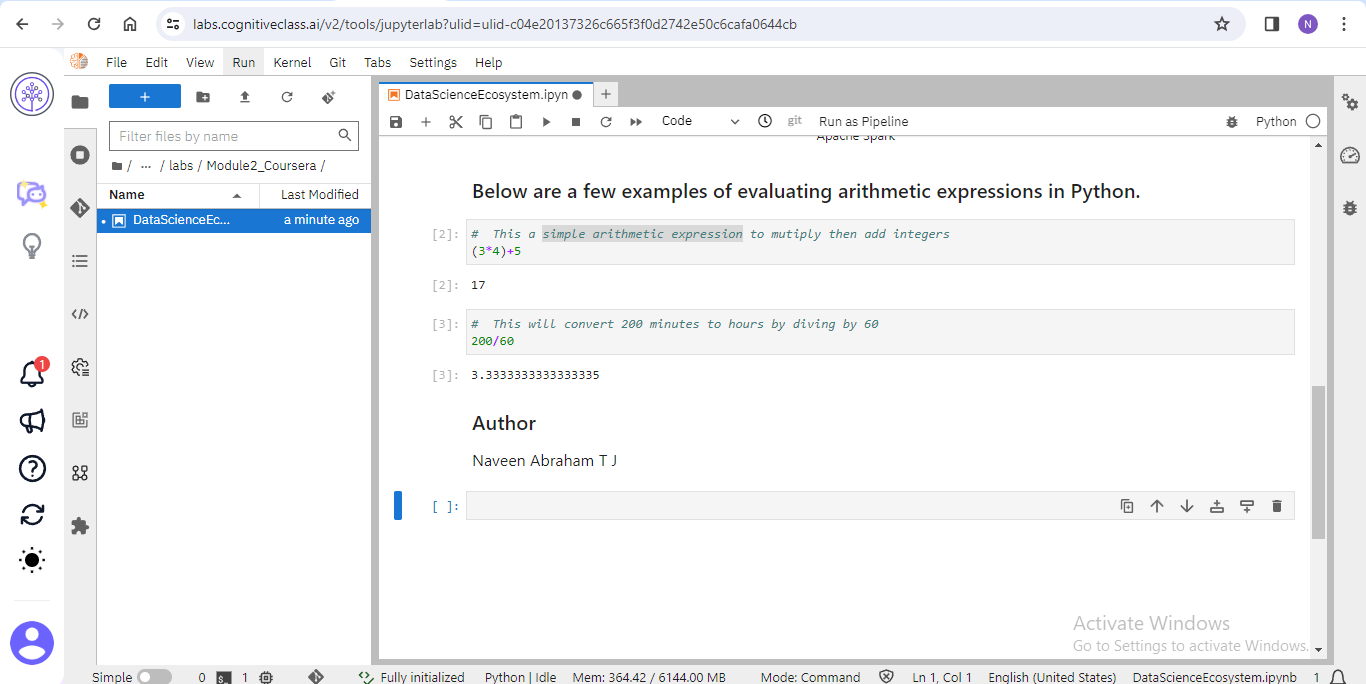 labs.cognitiveclass.ai/v2/tools/jupyterlab?ulid=ulid-c04e20137326c665f3f0d2742e50c6cafa0644cb
N
File Edit View Run Kernel Git Tabs Settings Help
+
DataScienceEcosystem.ipyn
+
Code
git
Run as Pipeline
Python
Filter files by name
/ ... / labs / Module2_Coursera /
Name Last Modified
DataScienceEc... a minute ago
1
Apache Spark
Below are a few examples of evaluating arithmetic expressions in Python.
[2]: # This a simple arithmetic expression to mutiply then add integers
(3*4)+5
[2]: 17
[3]: # This will convert 200 minutes to hours by diving by 60
200/60
[3]: 3.3333333333333335
Author
Naveen Abraham T J
[ ]:
Activate Windows
Go to Settings to activate Windows.
Simple 0 $_ 1 Fully initialized Python | Idle Mem: 364.42 / 6144.00 MB Mode: Command Ln 1, Col 1 English (United States) DataScienceEcosystem.ipynb 1